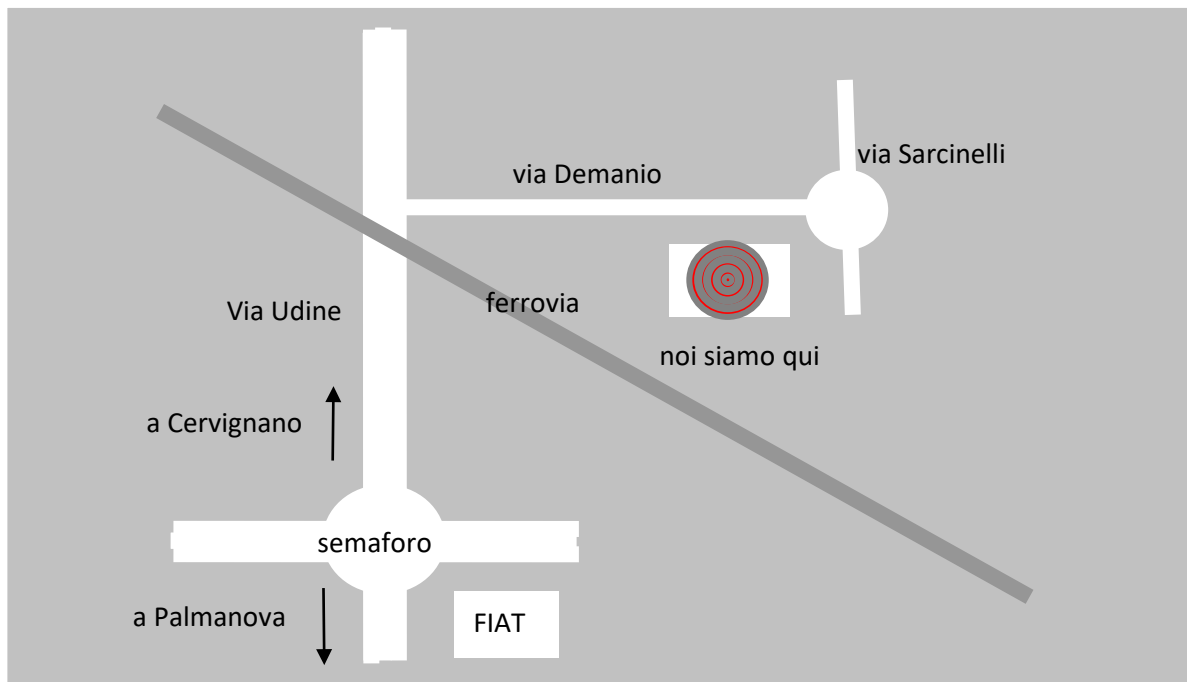 via Sarcinelli
via Demanio
ferrovia
Via Udine
noi siamo qui
a Cervignano
semaforo
a Palmanova
FIAT